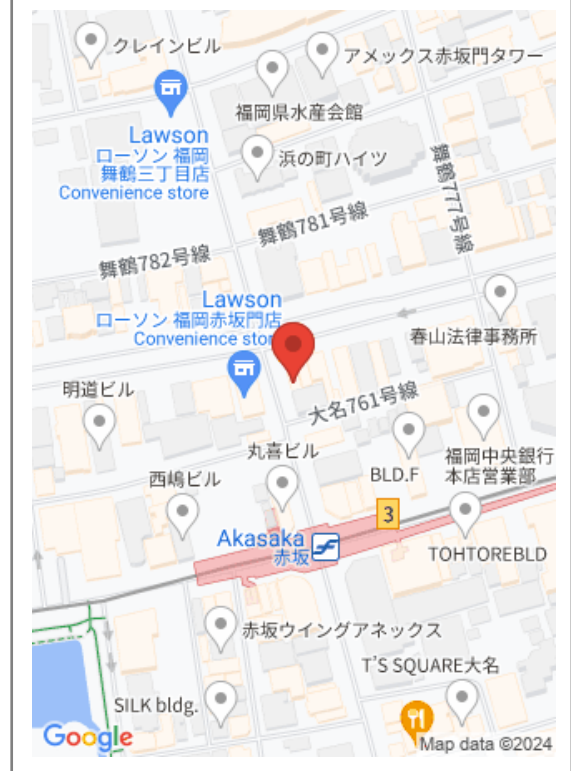 クレインビル
アメックス赤坂門タワー
福岡県水産会館
Lawson
ローソン 福岡
舞鶴三丁目店
Convenience store
浜の町ハイツ
舞鶴777号線
舞鶴781号線
舞鶴782号線
Lawson
ローソン 福岡赤坂門店
Convenience stor
春山法律事務所
明道ビル
大名761号線
丸喜ビル
福岡中央銀行
本店営業部
西嶋ビル
BLD.F
3
Akasaka
赤坂
TOHTOREBLD
赤坂ウイングアネックス
T'S SQUARE大名
SILK bldg.
Google
Map data ©2024